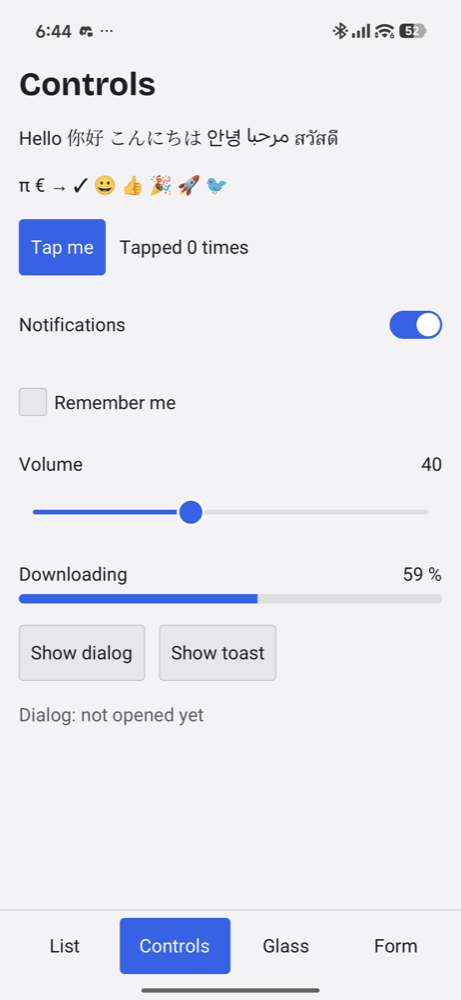 6:44 ···
52
Controls
Hello 你好 こんにちは 안녕 مرحبا สวัสดี
π € → ✓ 😀 👍 🎉 🚀 🐦
Tap me Tapped 0 times
Notifications
Remember me
Volume 40
Downloading 59 %
Show dialog Show toast
Dialog: not opened yet
List Controls Glass Form